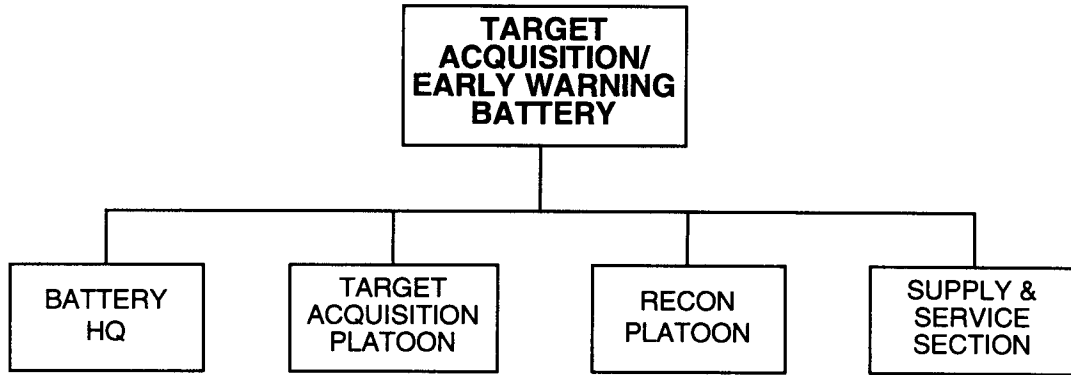 TARGET
ACQUISITION/
EARLY WARNING
BATTERY
BATTERY
HQ
TARGET
ACQUISITION
PLATOON
RECON
PLATOON
SUPPLY &
SERVICE
SECTION